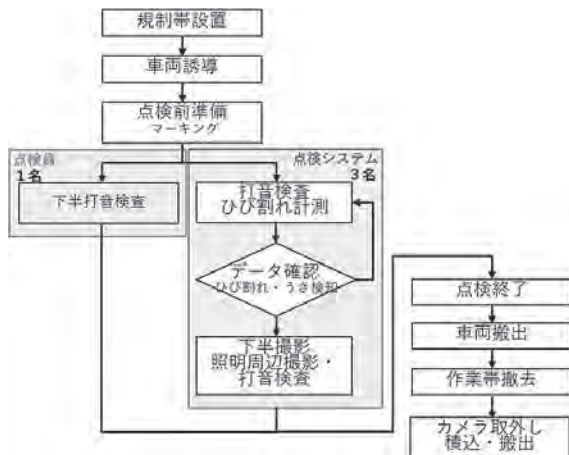 規制帯設置
車両誘導
点検前準備
マーキング
点検員
1名
下半打音検査
点検システム
3名
打音検査
ひび割れ計測
データ確認
ひび割れ・うき検知
下半撮影
照明周辺撮影・
打音検査
点検終了
車両搬出
作業帯撤去
カメラ取外し
積込・搬出